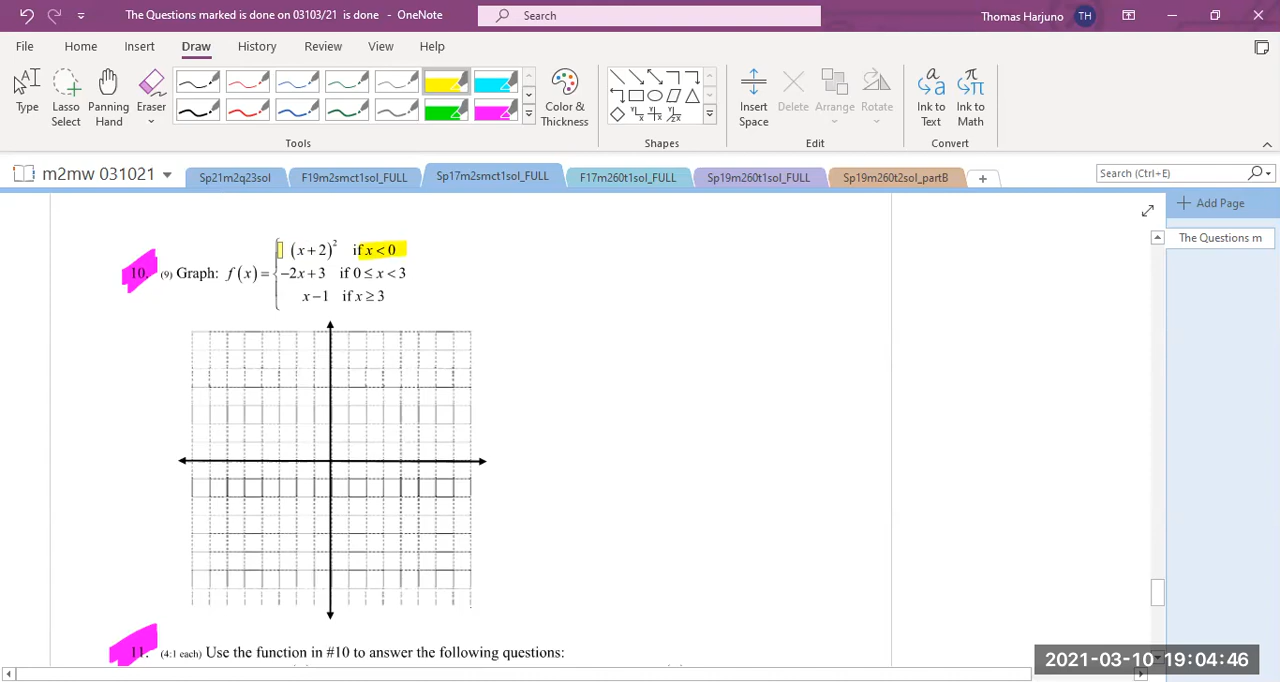 The Questions marked is done on 03103/21 is done - OneNote
Search
Thomas Harjuno
TH
File
Home
Insert
Draw
History
Review
View
Help
Type
Lasso Select
Panning Hand
Eraser
Color & Thickness
Insert Space
Delete
Arrange
Rotate
Ink to Text
Ink to Math
Tools
Shapes
Edit
Convert
m2mw 031021
Sp21m2q23sol
F19m2smct1sol_FULL
Sp17m2smct1sol_FULL
F17m260t1sol_FULL
Sp19m260t1sol_FULL
Sp19m260t2sol_partB
Search (Ctrl+E)
Add Page
The Questions m
(x+2)² if x < 0
10. (9) Graph: f(x) = { −2x+3 if 0 ≤ x < 3
x−1 if x ≥ 3
11. (4:1 each) Use the function in #10 to answer the following questions:
2021-03-10 19:04:46